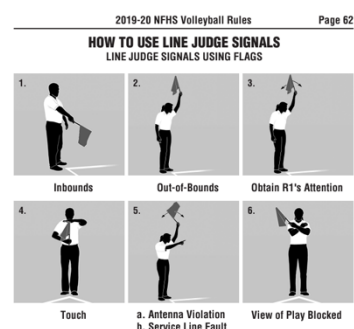 2019-20 NFHS Volleyball Rules Page 62
HOW TO USE LINE JUDGE SIGNALS
LINE JUDGE SIGNALS USING FLAGS
1. 2. 3.
Inbounds Out-of-Bounds Obtain R1's Attention
4. 5. 6.
Touch a. Antenna Violation View of Play Blocked
b. Service Line Fault